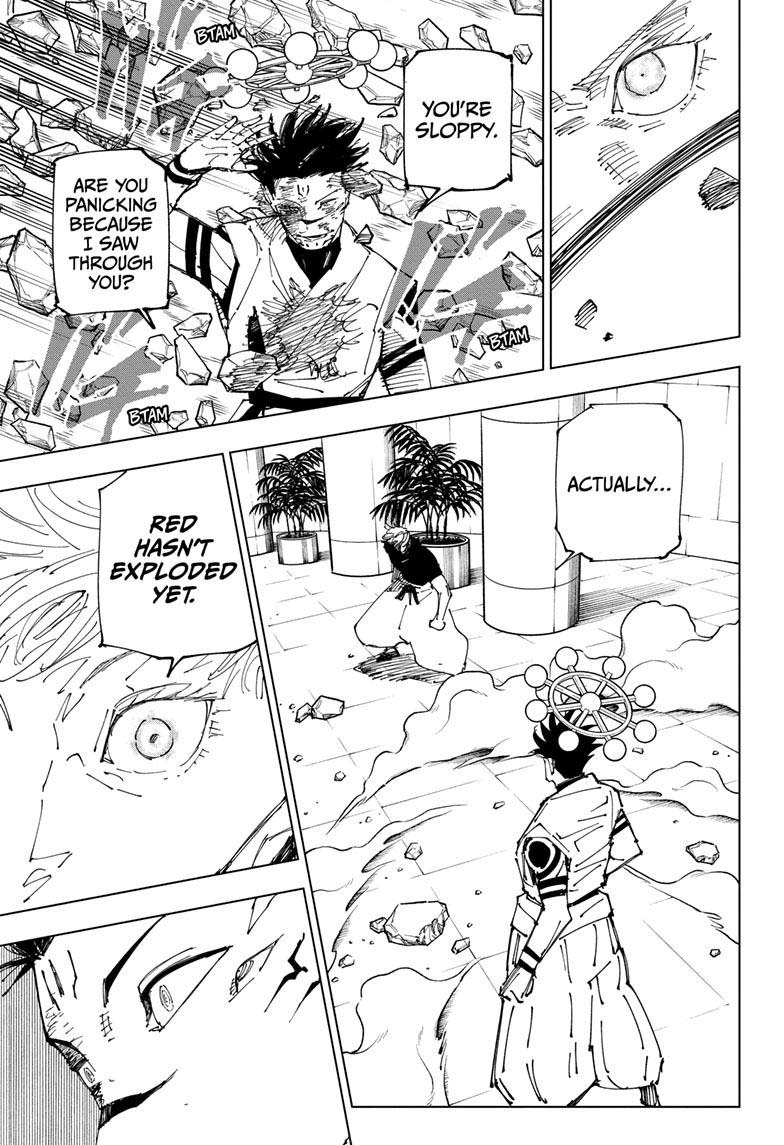 YOU'RE
SLOPPY.
BTAM
ARE YOU
PANICKING
BECAUSE
I SAW
THROUGH
YOU?
BTAM
BTAM
ACTUALLY...
RED
HASN'T
EXPLODED
YET.